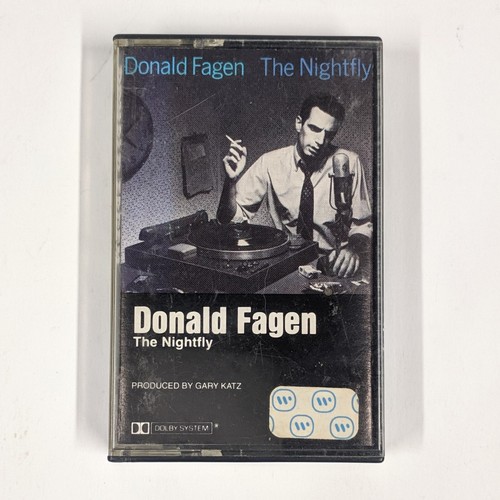 Donald Fagen The Nightfly
Donald Fagen
The Nightfly
PRODUCED BY GARY KATZ
DOLBY SYSTEM ®